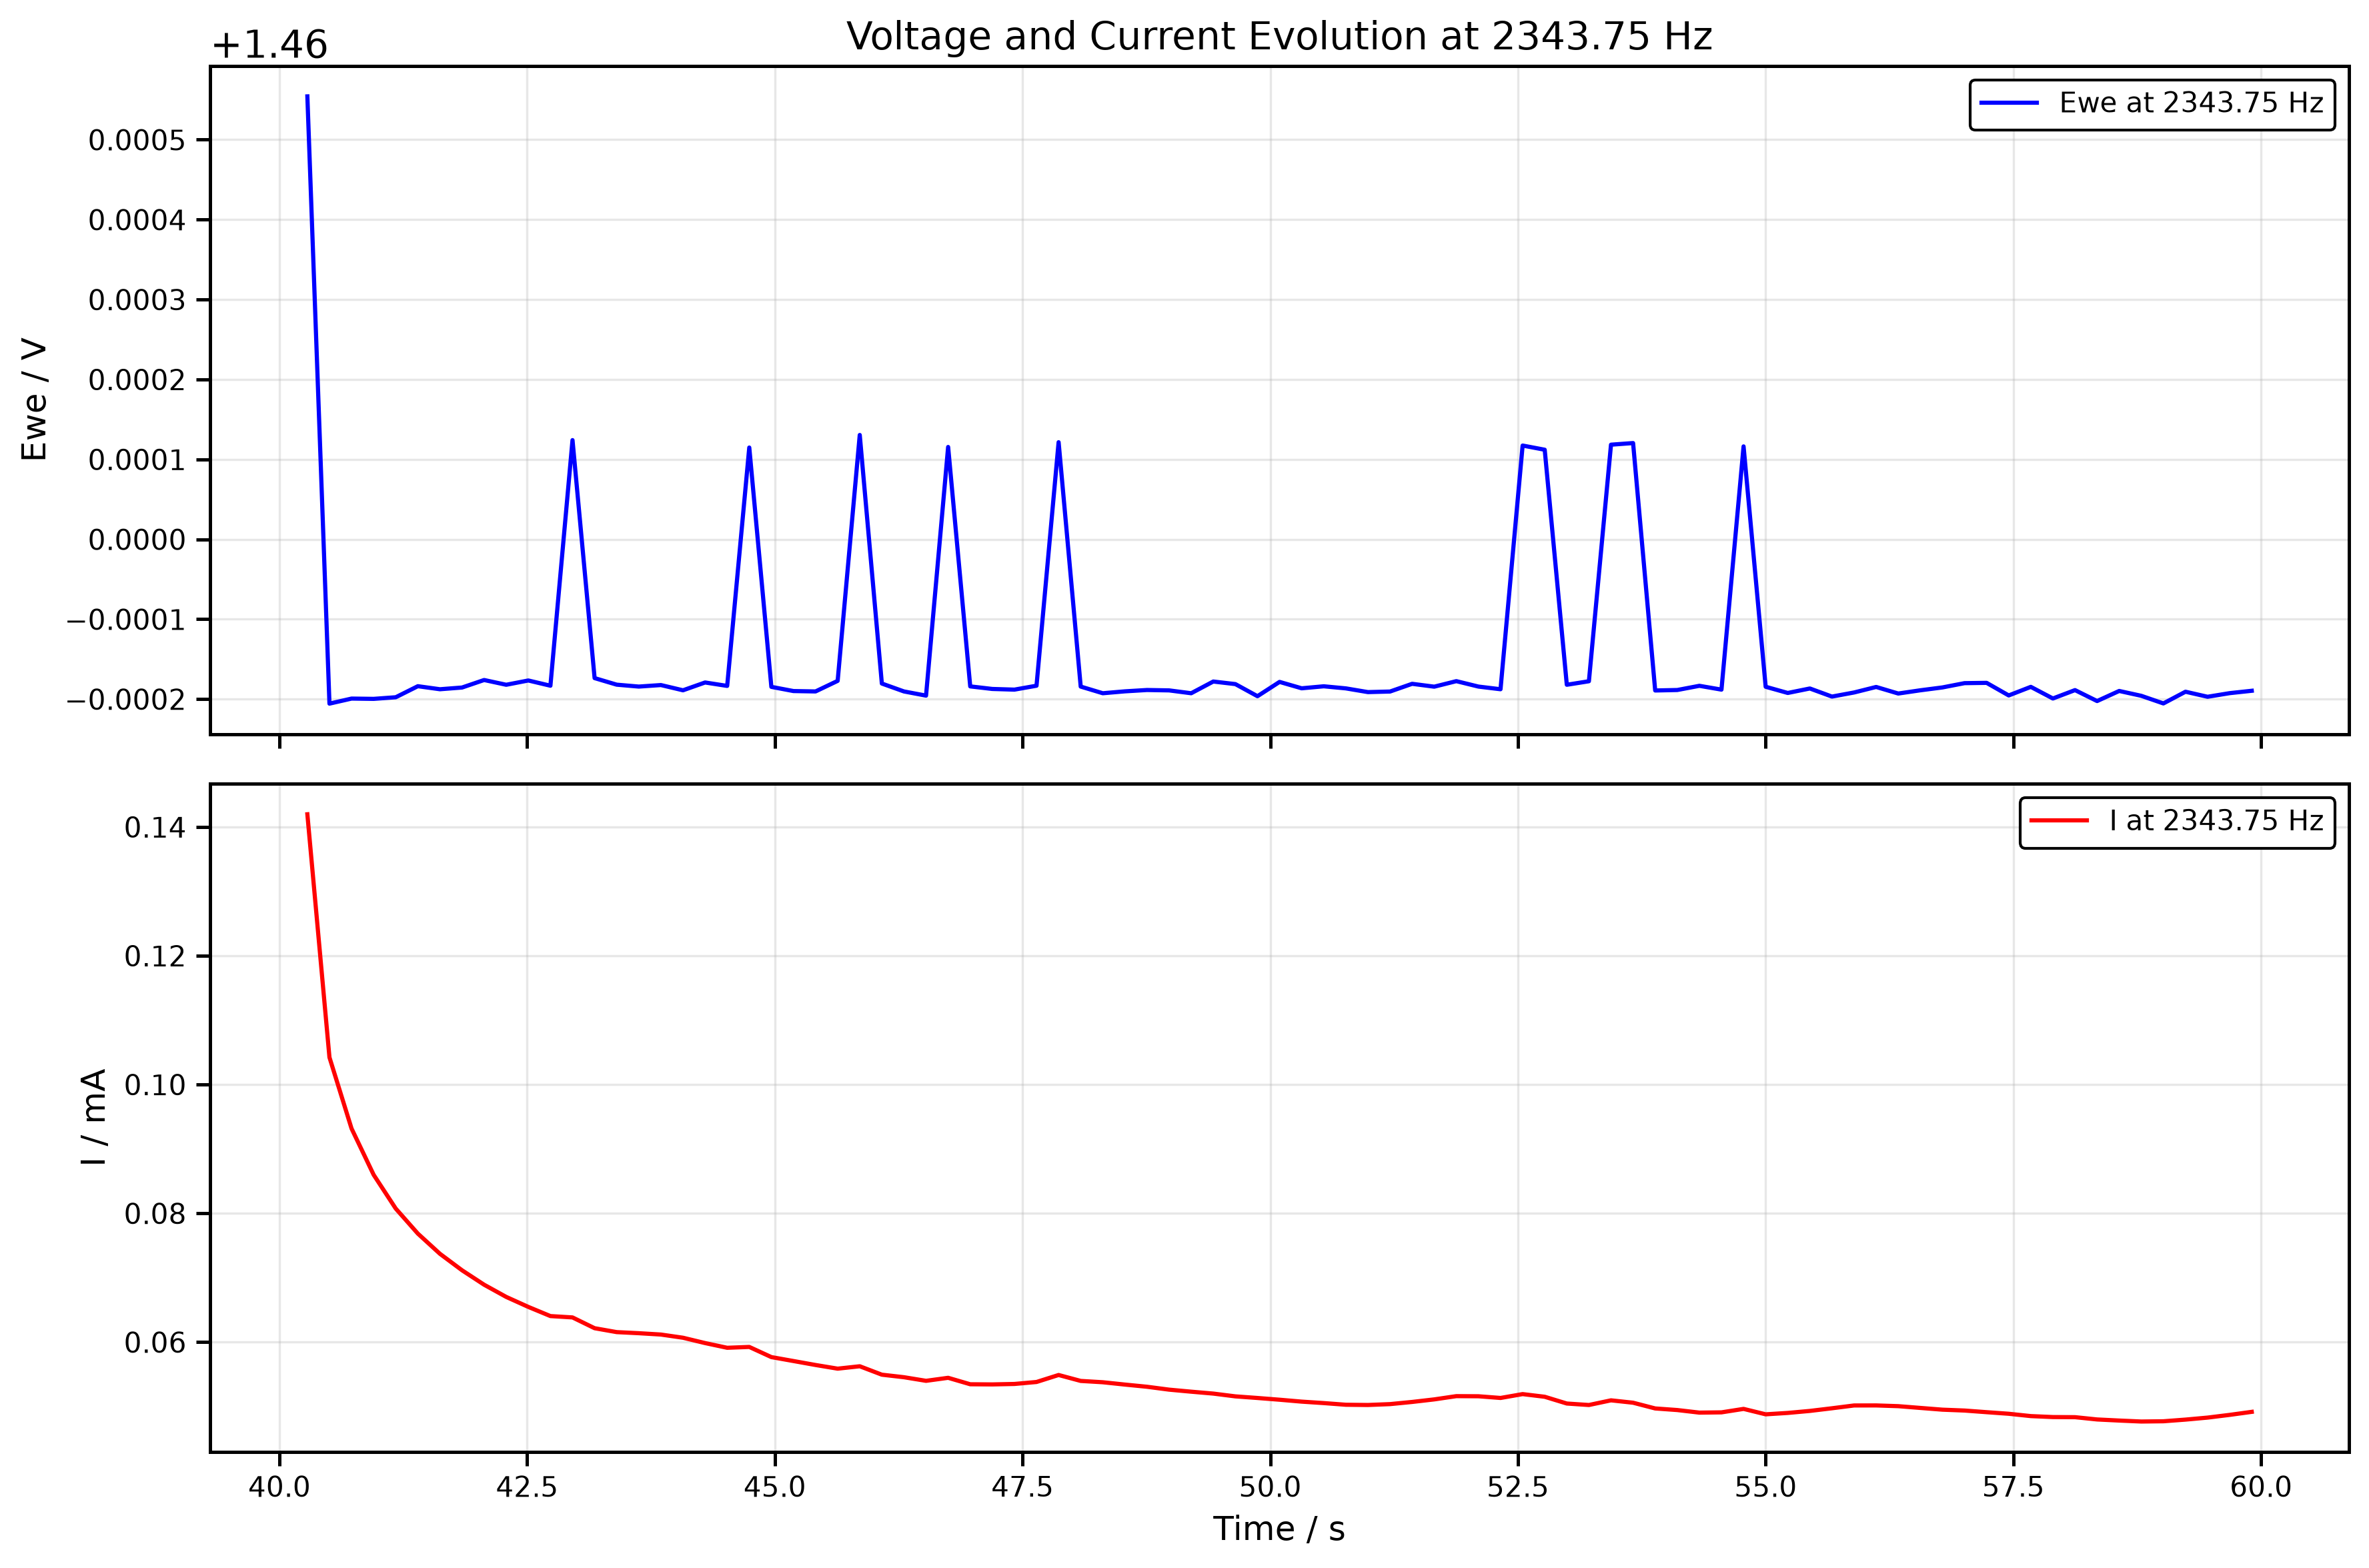 Voltage and Current Evolution at 2343.75 Hz
+1.46
Ewe at 2343.75 Hz
0.0005
0.0004
0.0003
0.0002
0.0001
0.0000
−0.0001
−0.0002
Ewe / V
I at 2343.75 Hz
0.14
0.12
0.10
0.08
0.06
I / mA
40.0 42.5 45.0 47.5 50.0 52.5 55.0 57.5 60.0
Time / s